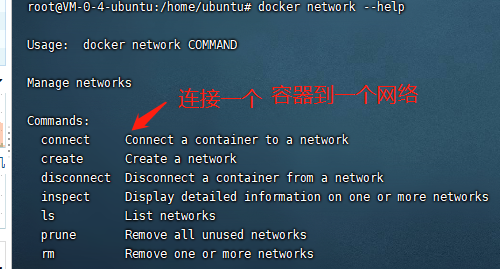 root@VM-0-4-ubuntu:/home/ubuntu# docker network --help
Usage:  docker network COMMAND
Manage networks
连接一个 容器到一个网络
Commands:
connect     Connect a container to a network
create      Create a network
disconnect  Disconnect a container from a network
inspect     Display detailed information on one or more networks
ls          List networks
prune       Remove all unused networks
rm          Remove one or more networks